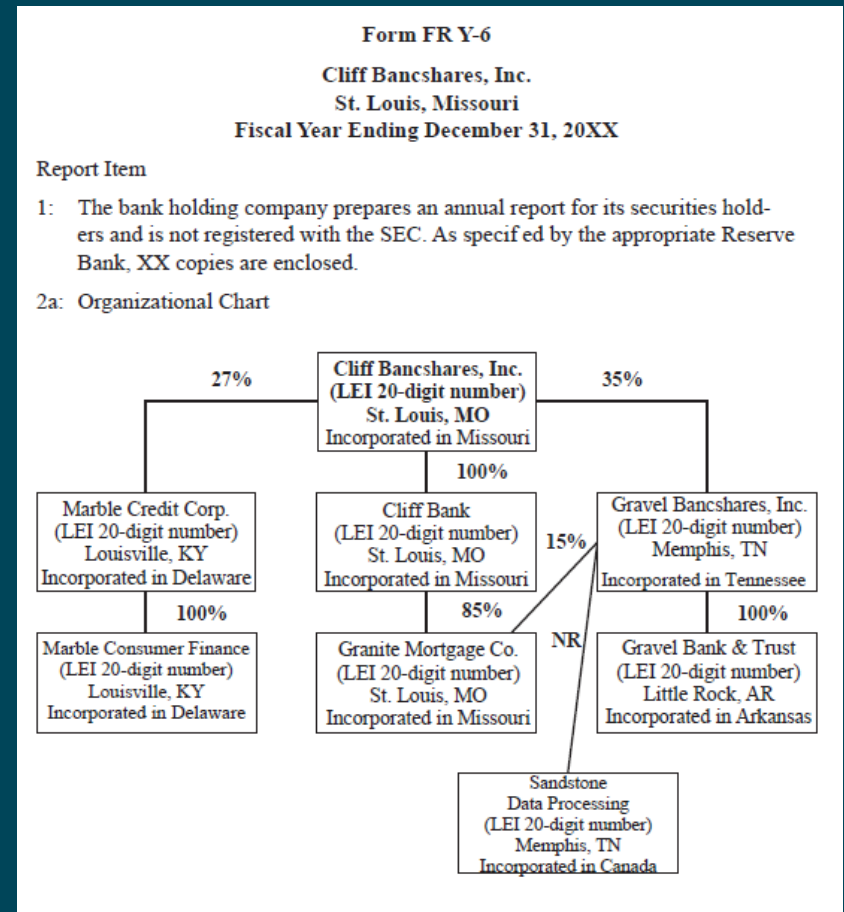 Form FR Y-6
Cliff Bancshares, Inc.
St. Louis, Missouri
Fiscal Year Ending December 31, 20XX
Report Item
1: The bank holding company prepares an annual report for its securities hold-
ers and is not registered with the SEC. As specif ed by the appropriate Reserve
Bank, XX copies are enclosed.
2a: Organizational Chart
27%
Cliff Bancshares, Inc.
(LEI 20-digit number)
St. Louis, MO
Incorporated in Missouri
35%
100%
Marble Credit Corp.
(LEI 20-digit number)
Louisville, KY
Incorporated in Delaware
Cliff Bank
(LEI 20-digit number)
St. Louis, MO
Incorporated in Missouri
15%
Gravel Bancshares, Inc.
(LEI 20-digit number)
Memphis, TN
Incorporated in Tennessee
100%
85%
100%
Marble Consumer Finance
(LEI 20-digit number)
Louisville, KY
Incorporated in Delaware
Granite Mortgage Co.
(LEI 20-digit number)
St. Louis, MO
Incorporated in Missouri
NR
Gravel Bank & Trust
(LEI 20-digit number)
Little Rock, AR
Incorporated in Arkansas
Sandstone
Data Processing
(LEI 20-digit number)
Memphis, TN
Incorporated in Canada